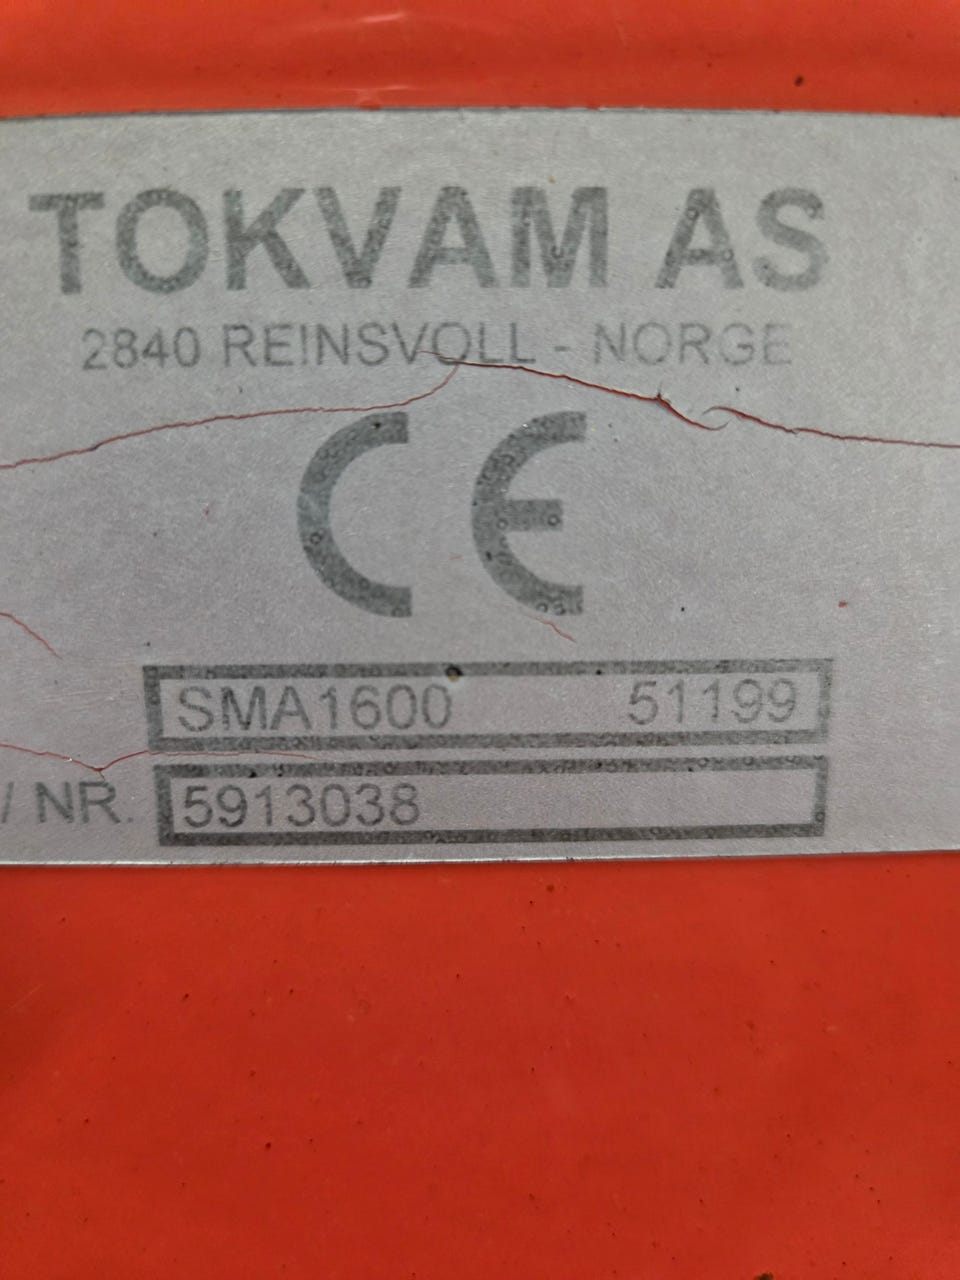 TOKVAM AS
2840 REINSVOLL - NORGE
CE
SMA1600 51199
/ NR. 5913038